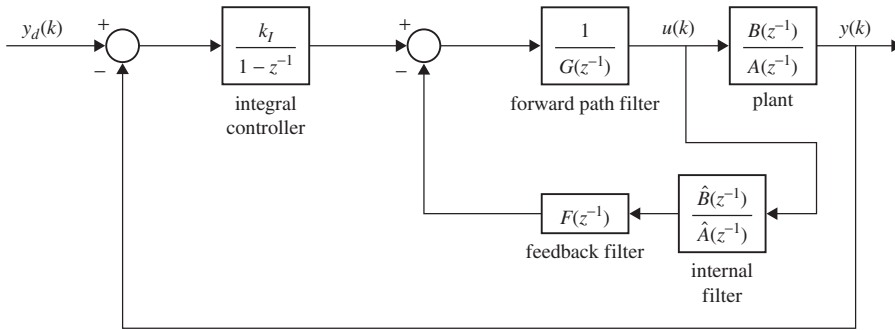 y_d(k)
+
−
k_I
1 − z⁻¹
integral
controller
+
−
1
G(z⁻¹)
forward path filter
u(k)
B(z⁻¹)
A(z⁻¹)
plant
y(k)
F(z⁻¹)
feedback filter
B̂(z⁻¹)
Â(z⁻¹)
internal
filter